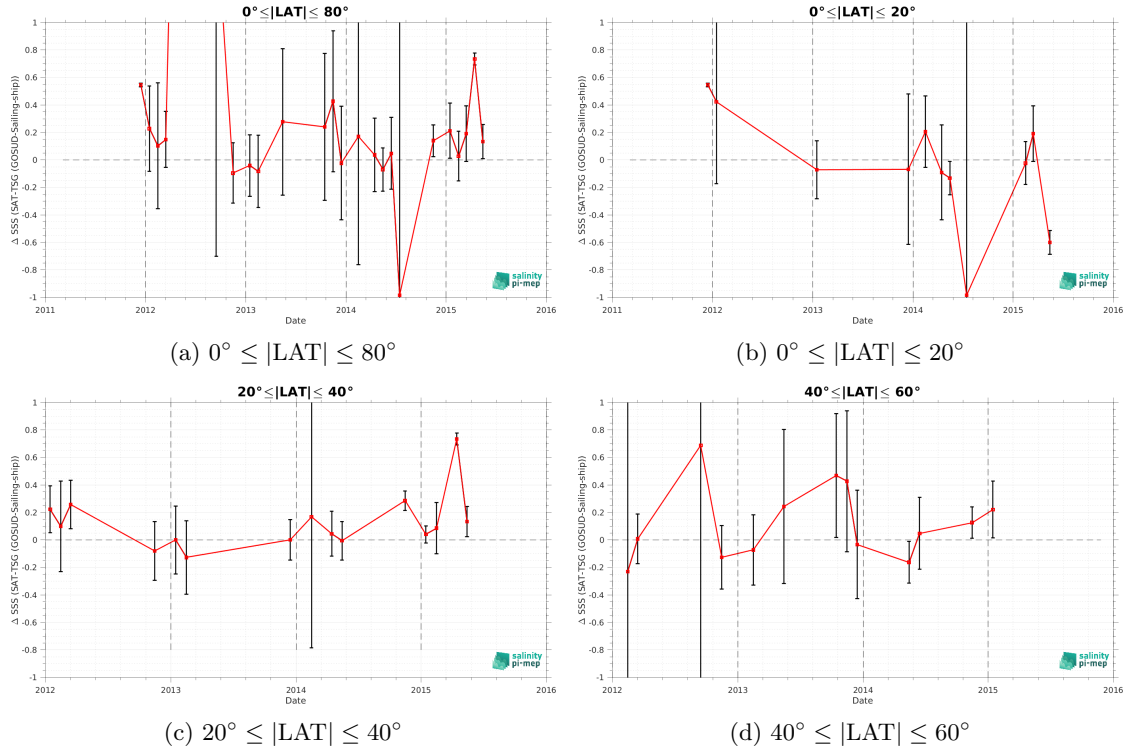 0°≤|LAT|≤ 80°
Δ SSS (SAT-TSG (GOSUD-Sailing-ship))
1
0.8
0.6
0.4
0.2
0
-0.2
-0.4
-0.6
-0.8
-1
2011
2012
2013
2014
2015
2016
Date
salinity
pi-mep
(a) 0° ≤ |LAT| ≤ 80°
0°≤|LAT|≤ 20°
Δ SSS (SAT-TSG (GOSUD-Sailing-ship))
1
0.8
0.6
0.4
0.2
0
-0.2
-0.4
-0.6
-0.8
-1
2011
2012
2013
2014
2015
2016
Date
salinity
pi-mep
(b) 0° ≤ |LAT| ≤ 20°
20°≤|LAT|≤ 40°
Δ SSS (SAT-TSG (GOSUD-Sailing-ship))
1
0.8
0.6
0.4
0.2
0
-0.2
-0.4
-0.6
-0.8
-1
2012
2013
2014
2015
2016
Date
salinity
pi-mep
(c) 20° ≤ |LAT| ≤ 40°
40°≤|LAT|≤ 60°
Δ SSS (SAT-TSG (GOSUD-Sailing-ship))
1
0.8
0.6
0.4
0.2
0
-0.2
-0.4
-0.6
-0.8
-1
2012
2013
2014
2015
2016
Date
salinity
pi-mep
(d) 40° ≤ |LAT| ≤ 60°